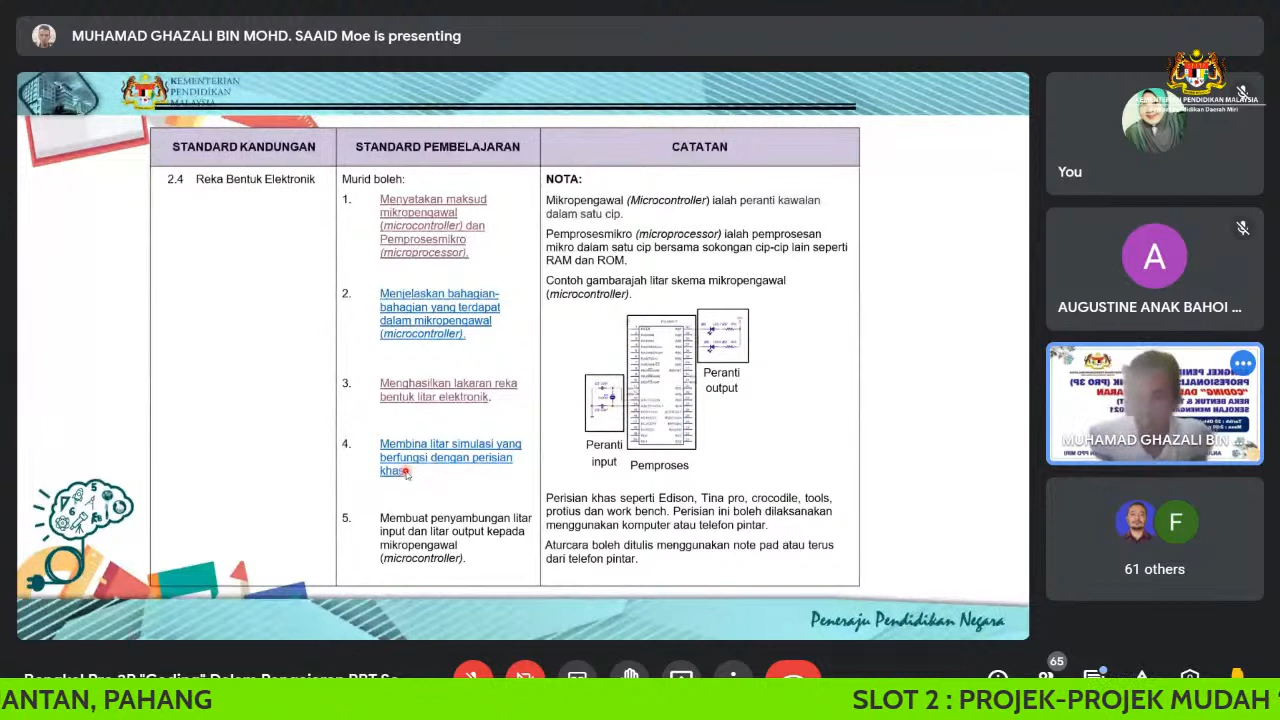 MUHAMAD GHAZALI BIN MOHD. SAAID Moe is presenting
KEMENTERIAN
PENDIDIKAN
MALAYSIA
STANDARD KANDUNGAN
STANDARD PEMBELAJARAN
CATATAN
2.4 Reka Bentuk Elektronik
Murid boleh:
1. Menyatakan maksud
mikropengawal
(microcontroller) dan
Pemprosesmikro
(microprocessor).
2. Menjelaskan bahagian-
bahagian yang terdapat
dalam mikropengawal
(microcontroller).
3. Menghasilkan lakaran reka
bentuk litar elektronik.
4. Membina litar simulasi yang
berfungsi dengan perisian
khas
5. Membuat penyambungan litar
input dan litar output kepada
mikropengawal
(microcontroller).
NOTA:
Mikropengawal (Microcontroller) ialah peranti kawalan
dalam satu cip.
Pemprosesmikro (microprocessor) ialah pemprosesan
mikro dalam satu cip bersama sokongan cip-cip lain seperti
RAM dan ROM.
Contoh gambarajah litar skema mikropengawal
(microcontroller).
Peranti
output
Peranti
input
Pemproses
Perisian khas seperti Edison, Tina pro, crocodile, tools,
protius dan work bench. Perisian ini boleh dilaksanakan
menggunakan komputer atau telefon pintar.
Aturcara boleh ditulis menggunakan note pad atau terus
dari telefon pintar.
Peneraju Pendidikan Negara
KEMENTERIAN PENDIDIKAN MALAYSIA
Pendidikan Daerah Miri
You
A
AUGUSTINE ANAK BAHOI ...
MUHAMAD GHAZALI BIN
F
61 others
65
ANTAN, PAHANG
SLOT 2 : PROJEK-PROJEK MUDAH